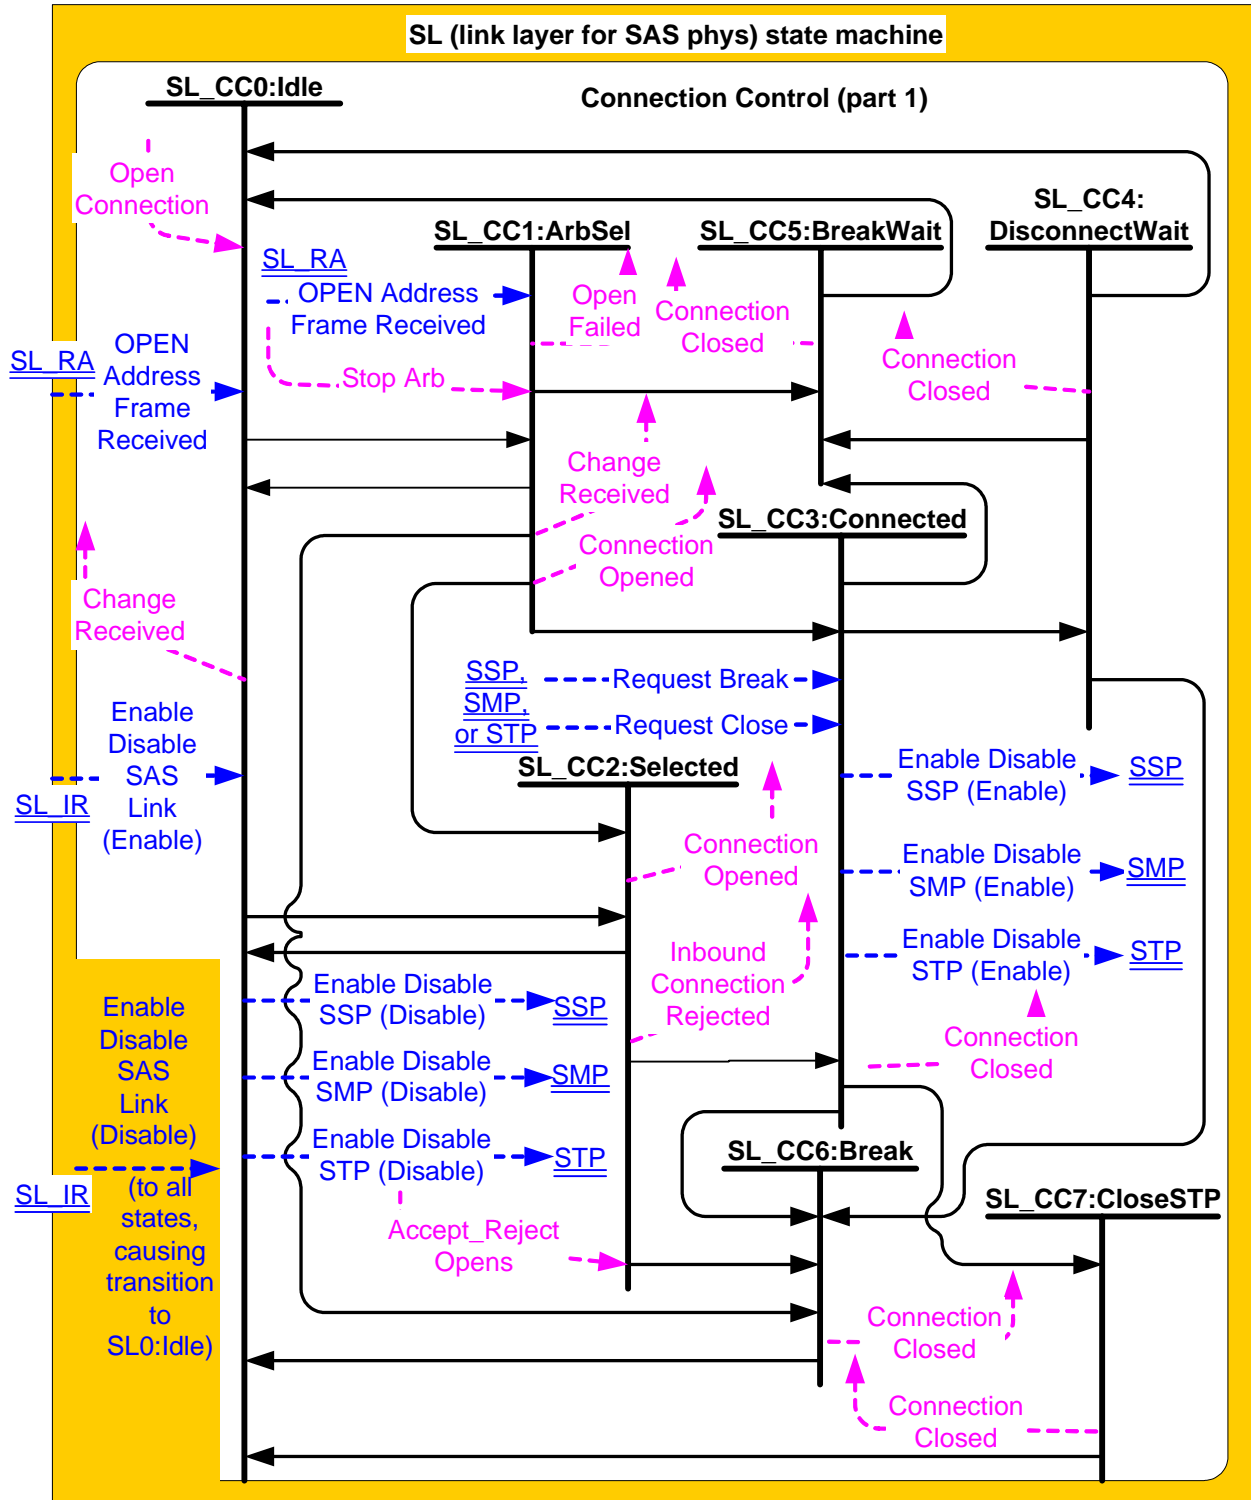 SL (link layer for SAS phys) state machine
SL_CC0:Idle
Connection Control (part 1)
Open
Connection
SL_CC4:
DisconnectWait
SL_CC1:ArbSel
SL_CC5:BreakWait
SL_RA
OPEN Address
Frame Received
Open
Failed
Connection
Closed
Connection
Closed
SL_RA
OPEN
Address
Frame
Received
Stop Arb
Change
Received
SL_CC3:Connected
Connection
Opened
Change
Received
SSP,
SMP,
or STP
Request Break
Request Close
Enable
Disable
SAS
Link
(Enable)
SL_IR
SL_CC2:Selected
Enable Disable
SSP (Enable)
SSP
Connection
Opened
Enable Disable
SMP (Enable)
SMP
Inbound
Connection
Rejected
Enable Disable
STP (Enable)
STP
Enable Disable
SSP (Disable)
SSP
Connection
Closed
Enable
Disable
SAS
Link
(Disable)
SL_IR
(to all
states,
causing
transition
to
SL0:Idle)
Enable Disable
SMP (Disable)
SMP
Enable Disable
STP (Disable)
STP
SL_CC6:Break
SL_CC7:CloseSTP
Accept_Reject
Opens
Connection
Closed
Connection
Closed